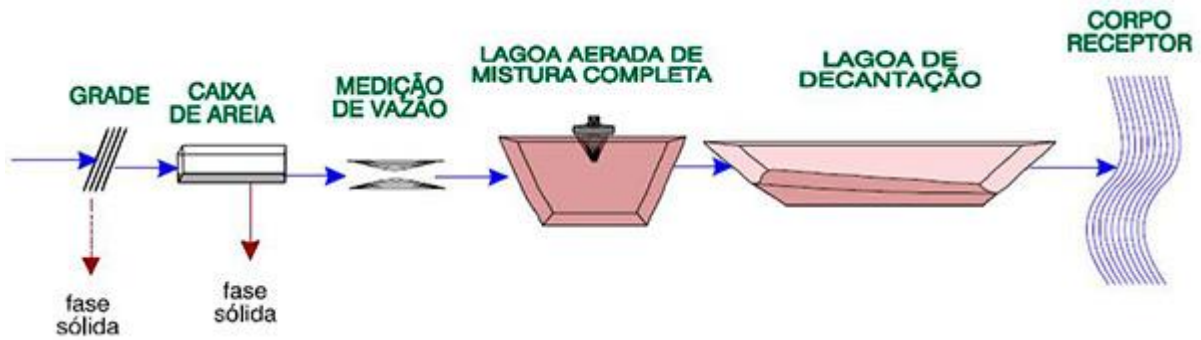 GRADE
CAIXA
DE AREIA
MEDIÇÃO
DE VAZÃO
LAGOA AERADA DE
MISTURA COMPLETA
LAGOA DE
DECANTAÇÃO
CORPO
RECEPTOR
fase
sólida
fase
sólida